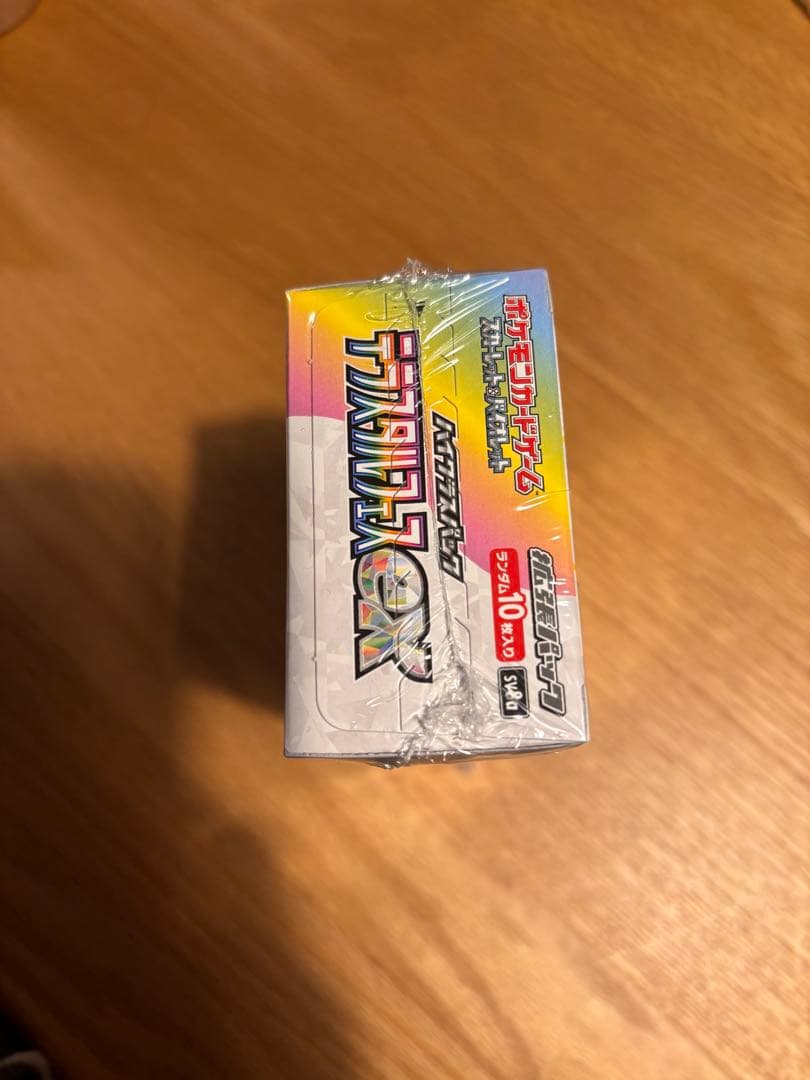 ポケモンカードゲーム
スカーレット&バイオレット
拡張パック
ランダム10枚入り
sv8a
ハイクラスパック
テラスタルフェスex